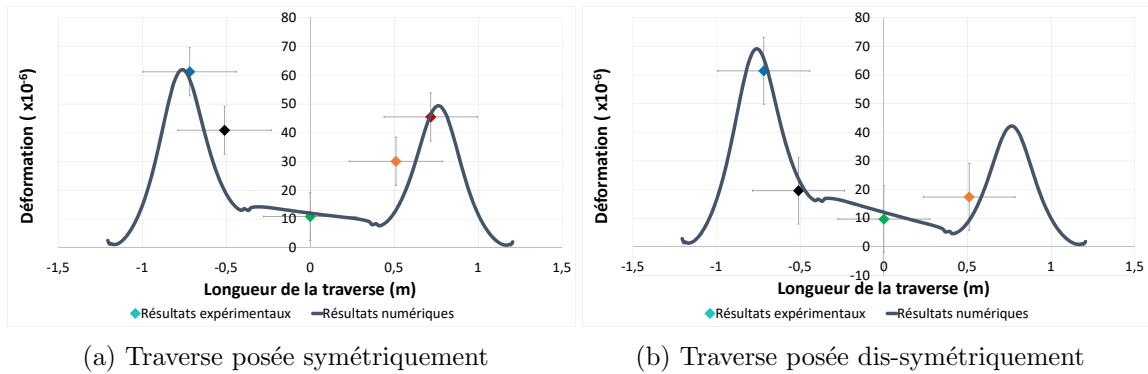 80
70
60
50
40
30
20
10
0
-1,5 -1 -0,5 0 0,5 1 1,5
Déformation ( x10-6)
Longueur de la traverse (m)
Résultats expérimentaux Résultats numériques
(a) Traverse posée symétriquement
80
70
60
50
40
30
20
10
0
-10
-1,5 -1 -0,5 0 0,5 1 1,5
Déformation ( x10-6)
Longueur de la traverse (m)
Résultats expérimentaux Résultats numériques
(b) Traverse posée dis-symétriquement